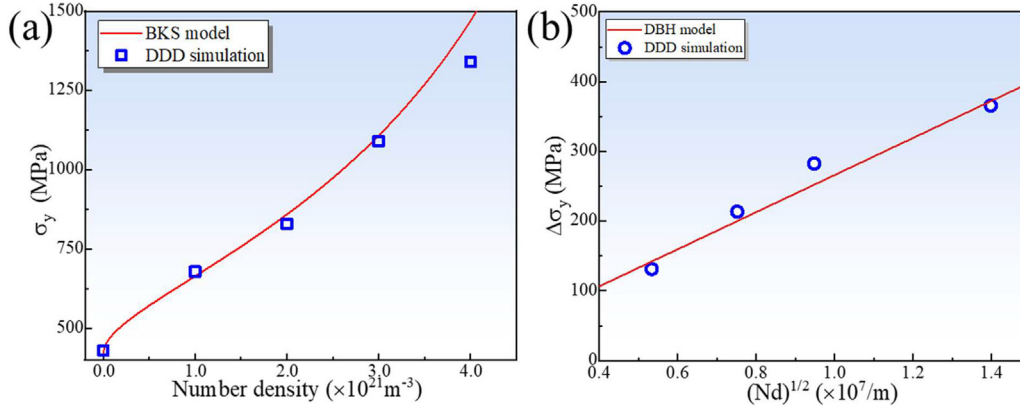 (a)
BKS model
DDD simulation
σy (MPa)
1500
1250
1000
750
500
0.0 1.0 2.0 3.0 4.0
Number density (×10²¹m⁻³)
(b)
DBH model
DDD simulation
Δσy (MPa)
500
400
300
200
100
0
0.4 0.6 0.8 1.0 1.2 1.4
(Nd)¹ᐟ² (×10⁷/m)